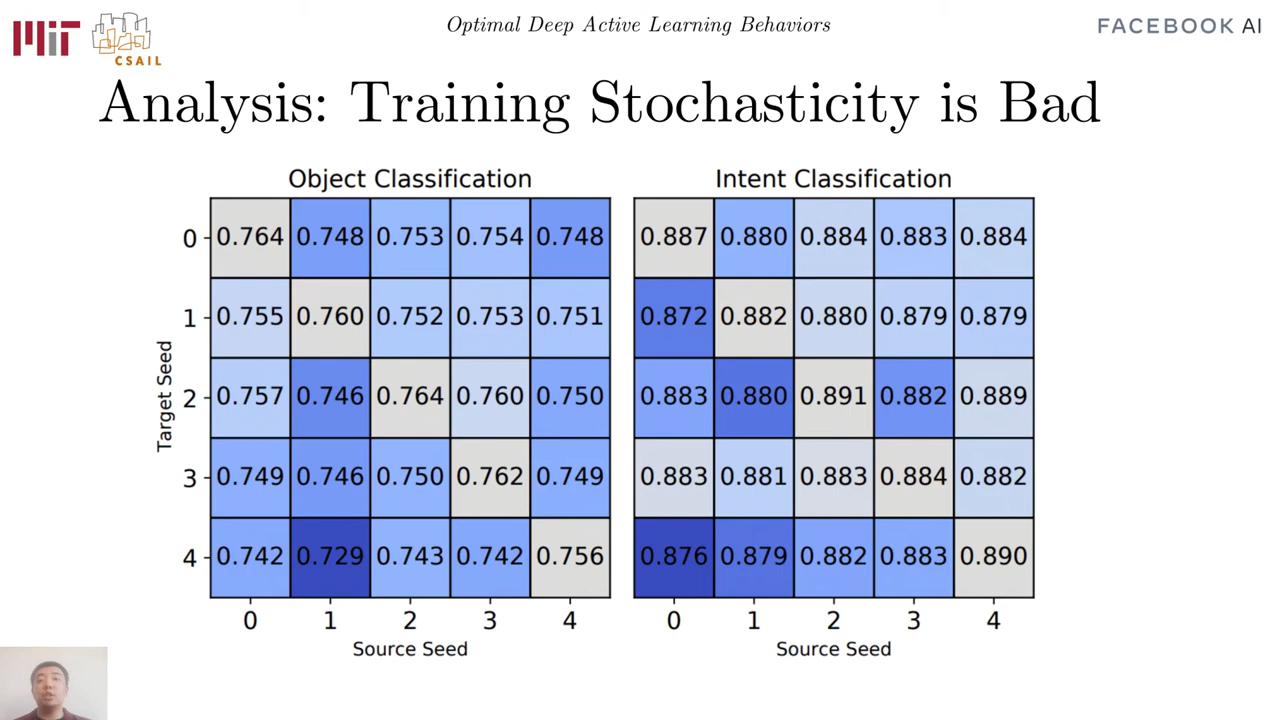 MIT
CSAIL
Optimal Deep Active Learning Behaviors
FACEBOOK AI
Analysis: Training Stochasticity is Bad
Object Classification
Target Seed
0 0.764 0.748 0.753 0.754 0.748
1 0.755 0.760 0.752 0.753 0.751
2 0.757 0.746 0.764 0.760 0.750
3 0.749 0.746 0.750 0.762 0.749
4 0.742 0.729 0.743 0.742 0.756
0 1 2 3 4
Source Seed
Intent Classification
0.887 0.880 0.884 0.883 0.884
0.872 0.882 0.880 0.879 0.879
0.883 0.880 0.891 0.882 0.889
0.883 0.881 0.883 0.884 0.882
0.876 0.879 0.882 0.883 0.890
0 1 2 3 4
Source Seed